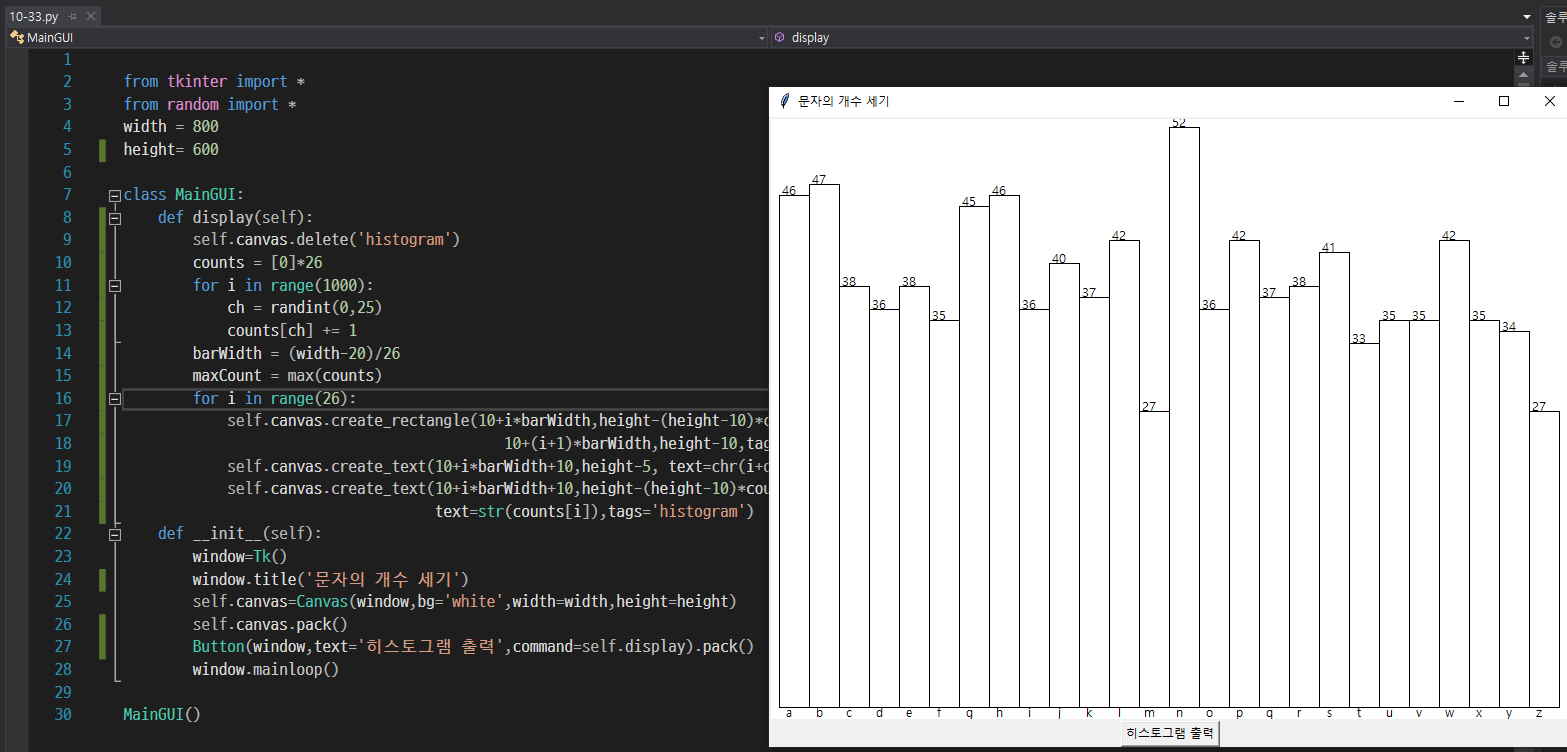 10-33.py
솔루
MainGUI
display
솔루
1
2 from tkinter import *
3 from random import *
4 width = 800
5 height= 600
6
7 class MainGUI:
8 def display(self):
9 self.canvas.delete('histogram')
10 counts = [0]*26
11 for i in range(1000):
12 ch = randint(0,25)
13 counts[ch] += 1
14 barWidth = (width-20)/26
15 maxCount = max(counts)
16 for i in range(26):
17 self.canvas.create_rectangle(10+i*barWidth,height-(height-10)*c
18 10+(i+1)*barWidth,height-10,tag
19 self.canvas.create_text(10+i*barWidth+10,height-5, text=chr(i+o
20 self.canvas.create_text(10+i*barWidth+10,height-(height-10)*cou
21 text=str(counts[i]),tags='histogram')
22 def __init__(self):
23 window=Tk()
24 window.title('문자의 개수 세기')
25 self.canvas=Canvas(window,bg='white',width=width,height=height)
26 self.canvas.pack()
27 Button(window,text='히스토그램 출력',command=self.display).pack()
28 window.mainloop()
29
30 MainGUI()
문자의 개수 세기
46 47 38 36 38 35 45 46 36 40 37 42 27 52 36 42 37 38 41 33 35 35 42 35 34 27
a b c d e f g h i j k l m n o p q r s t u v w x y z
히스토그램 출력